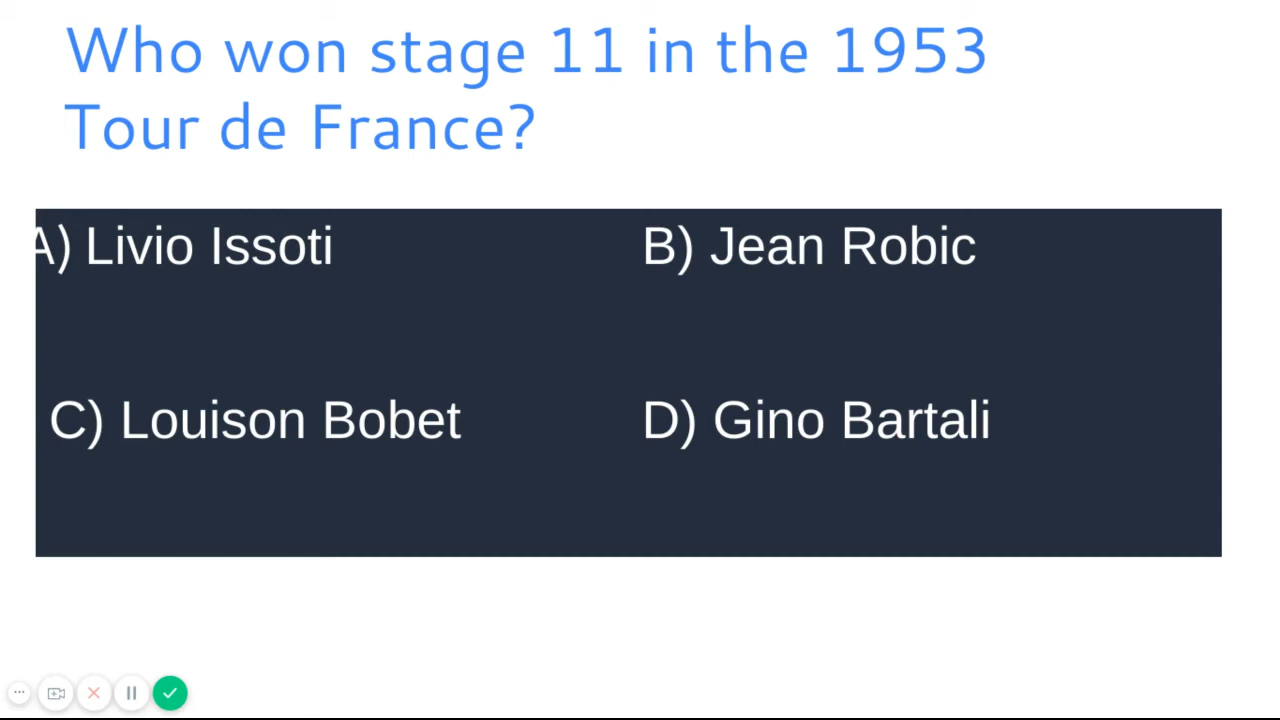 Who won stage 11 in the 1953
Tour de France?
A) Livio Issoti
B) Jean Robic
C) Louison Bobet
D) Gino Bartali